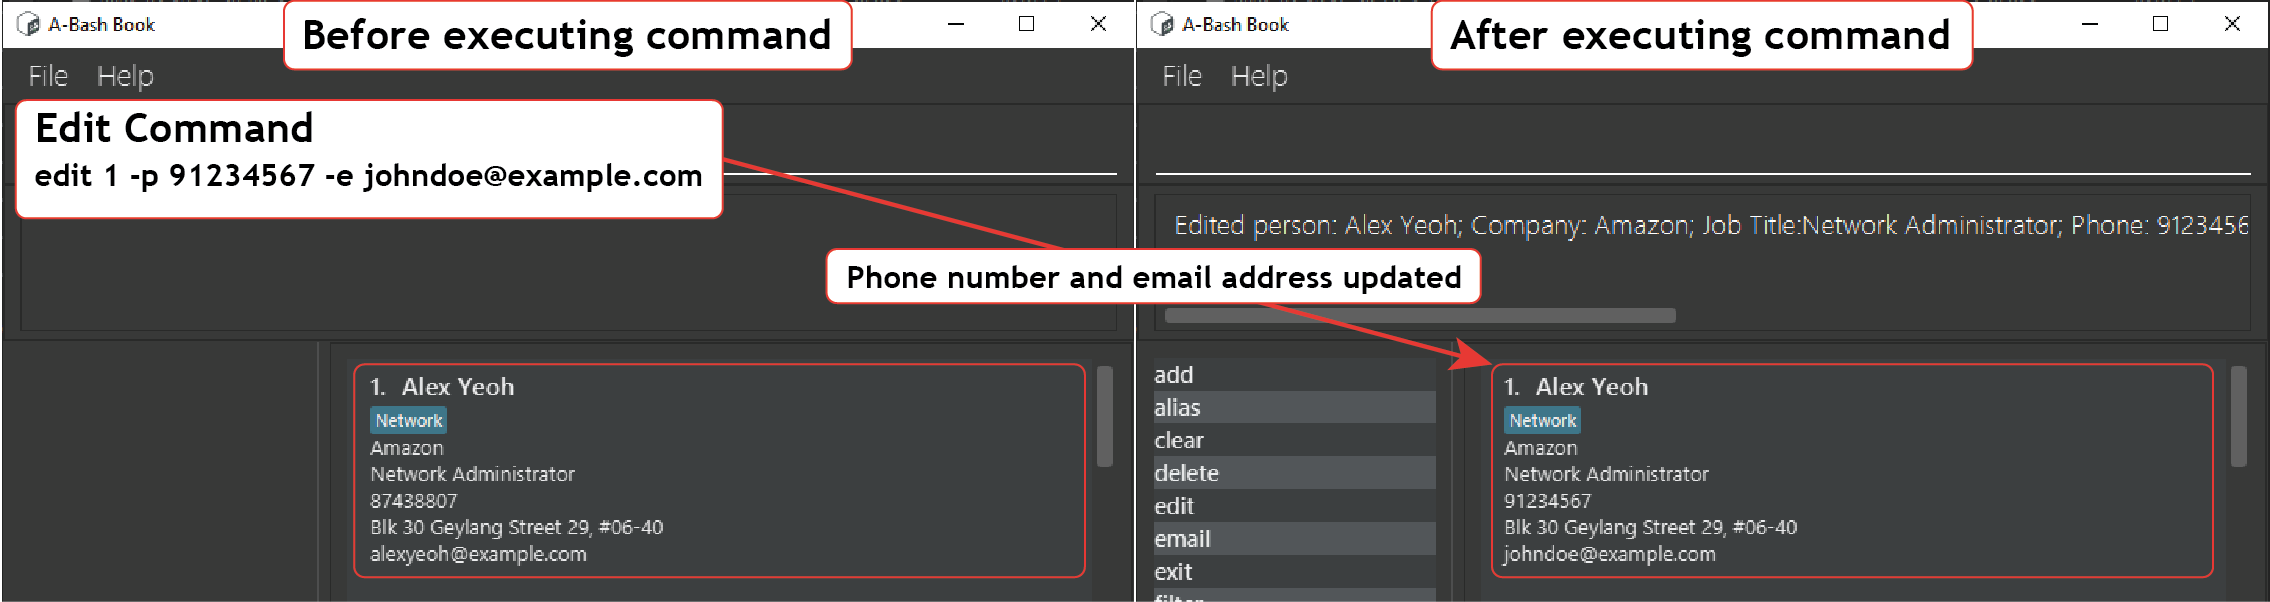 A-Bash Book
Before executing command
File Help
Edit Command
edit 1 -p 91234567 -e johndoe@example.com
1. Alex Yeoh
Network
Amazon
Network Administrator
87438807
Blk 30 Geylang Street 29, #06-40
alexyeoh@example.com
A-Bash Book
After executing command
File Help
Edited person: Alex Yeoh; Company: Amazon; Job Title:Network Administrator; Phone: 9123456
Phone number and email address updated
add
alias
clear
delete
edit
email
exit
filter
1. Alex Yeoh
Network
Amazon
Network Administrator
91234567
Blk 30 Geylang Street 29, #06-40
johndoe@example.com